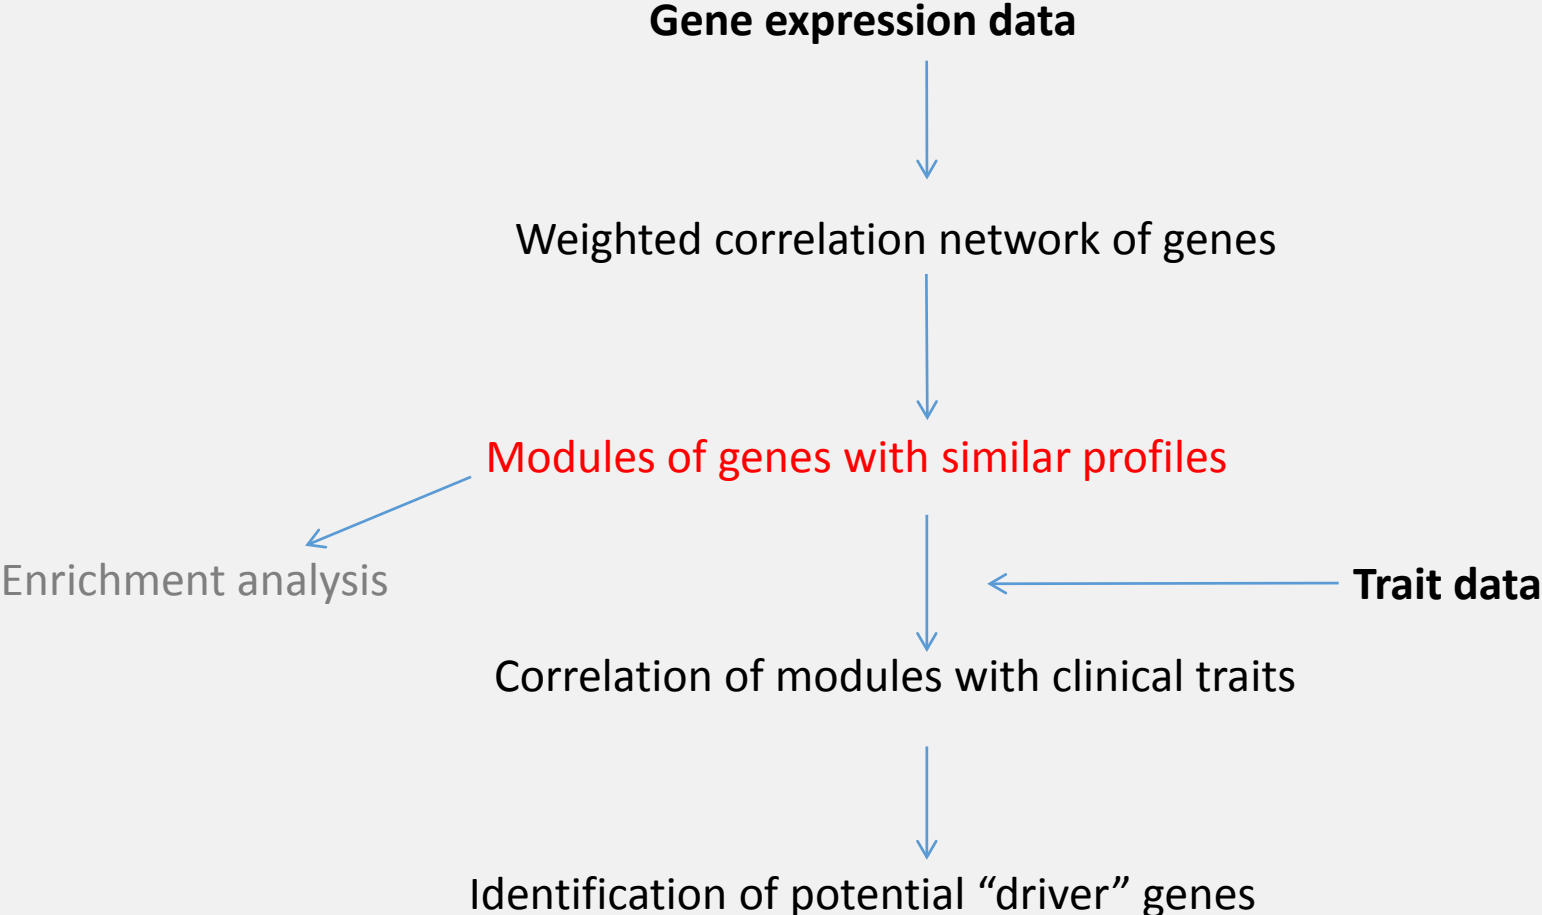 Gene expression data
Weighted correlation network of genes
Modules of genes with similar profiles
Enrichment analysis
Trait data
Correlation of modules with clinical traits
Identification of potential “driver” genes